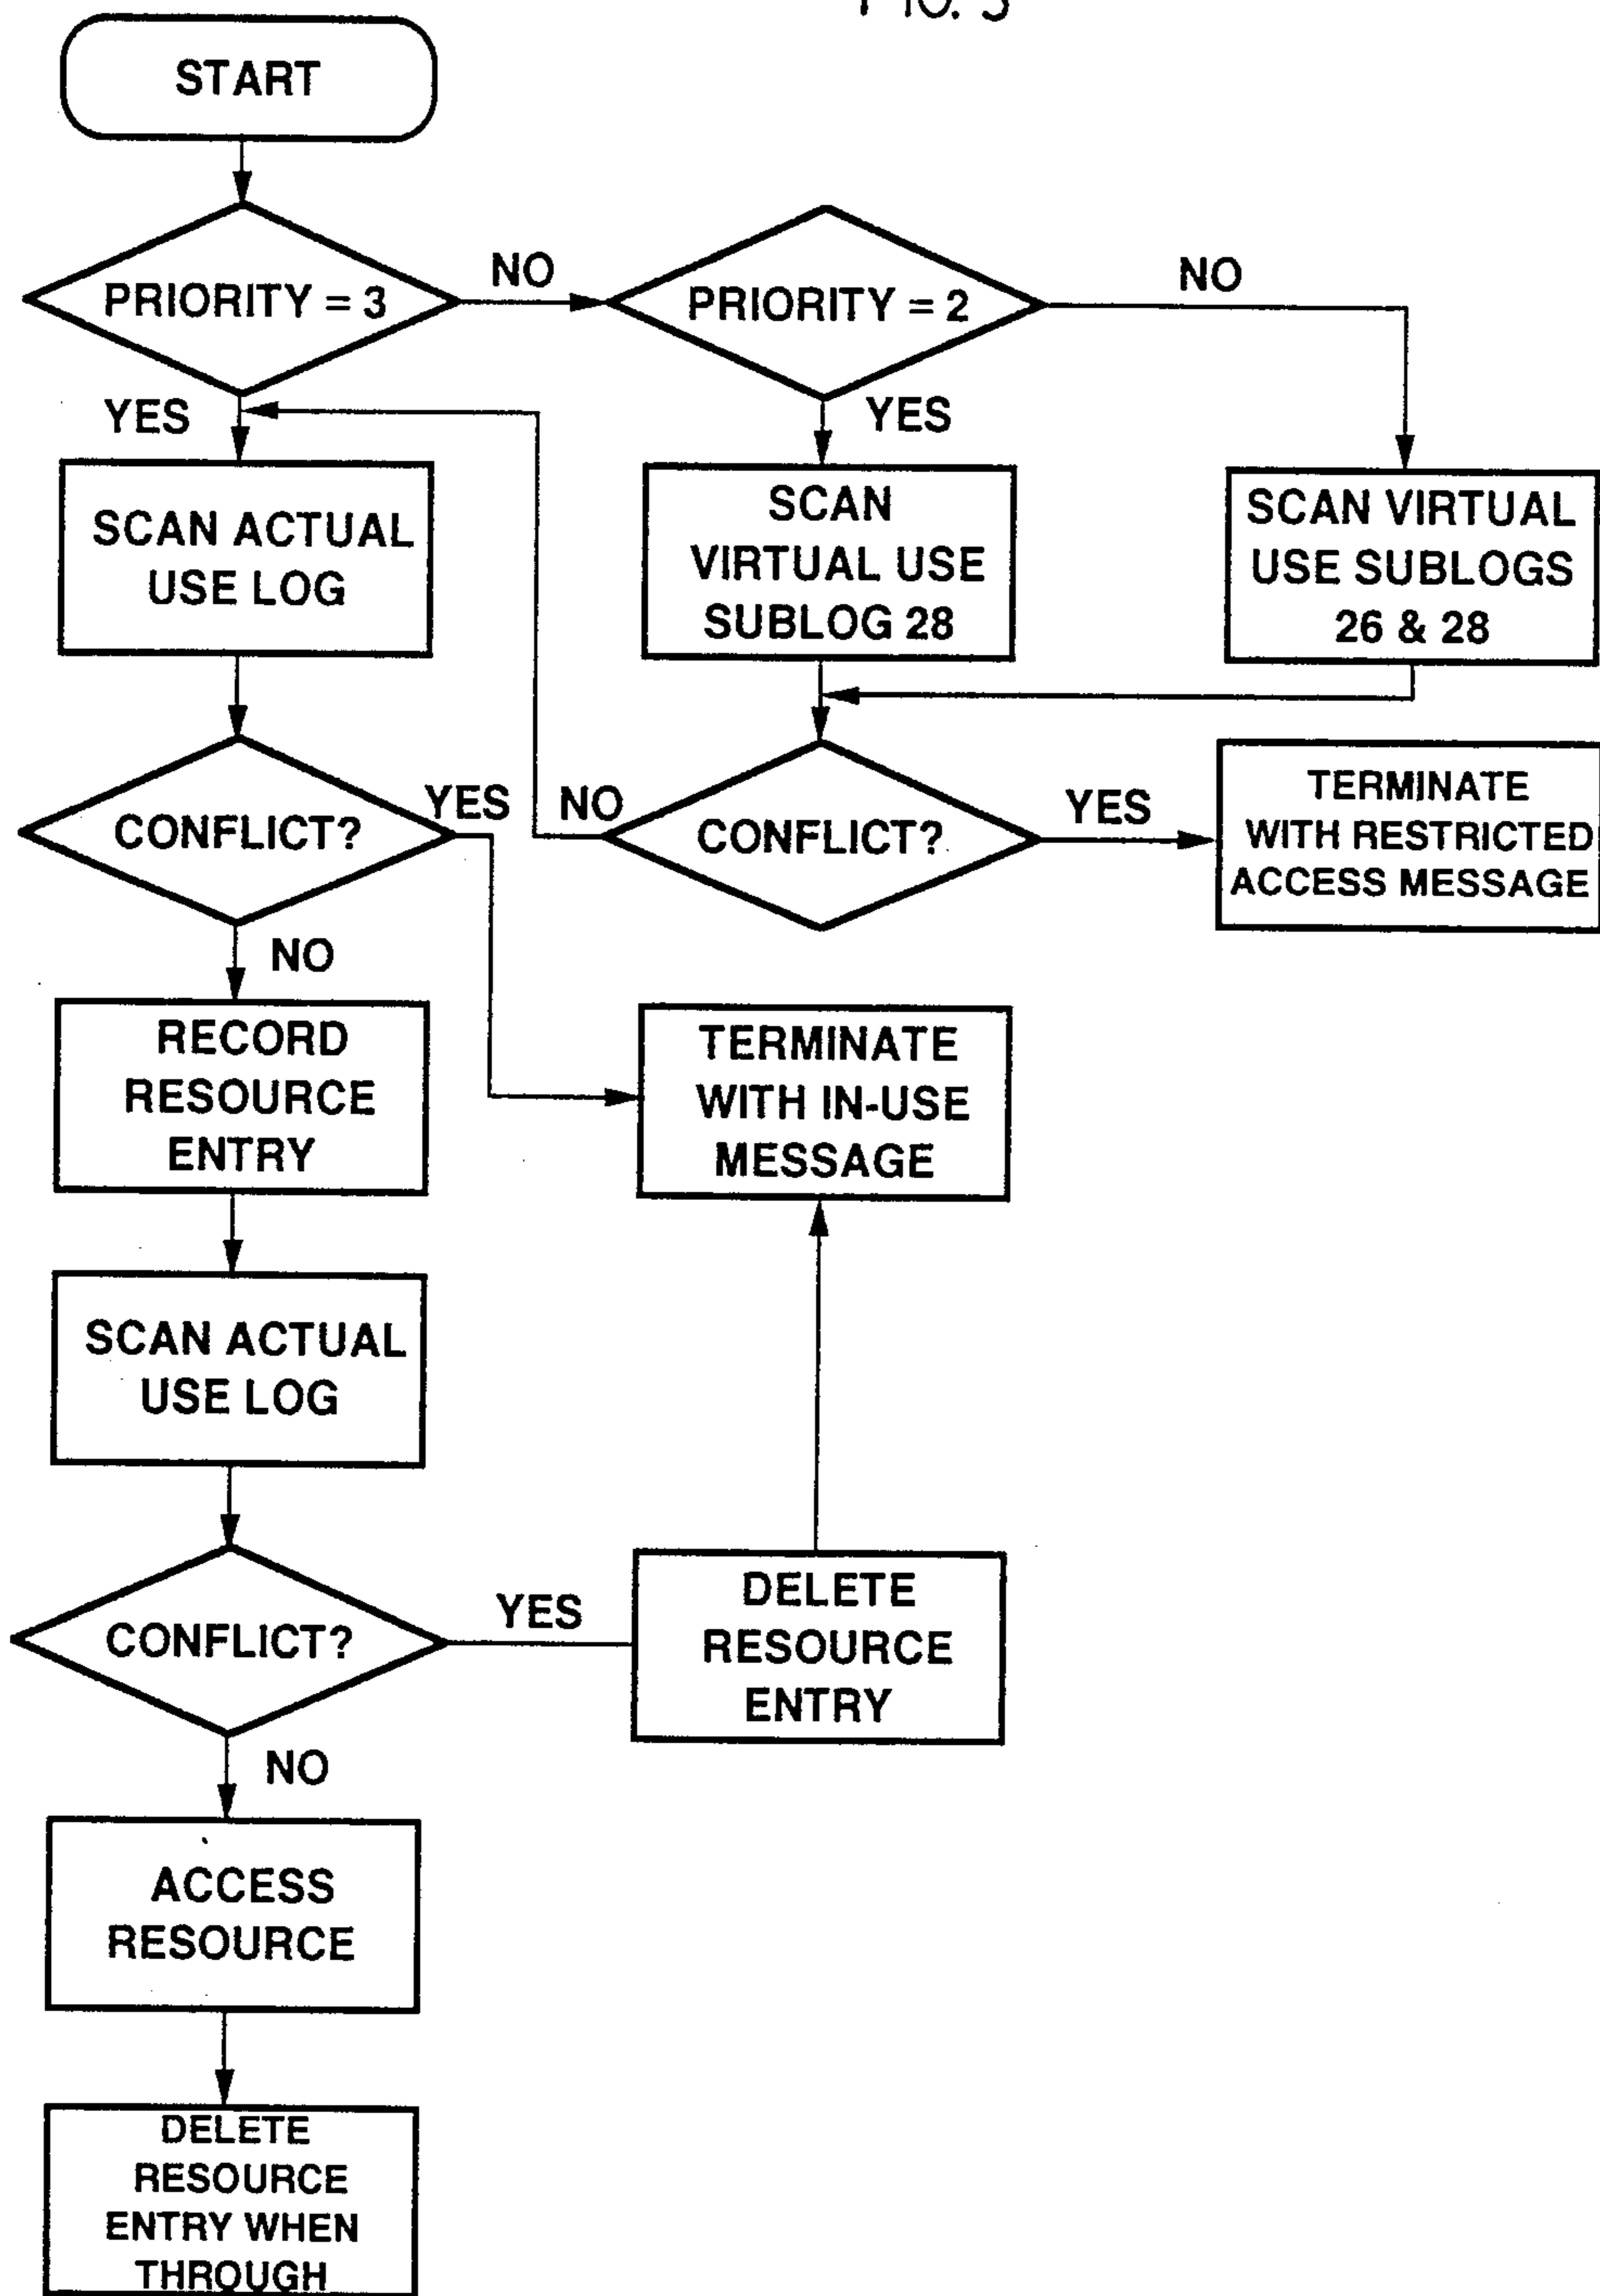 FIG. 3
START
PRIORITY = 3
NO
PRIORITY = 2
NO
YES
YES
SCAN ACTUAL
USE LOG
SCAN
VIRTUAL USE
SUBLOG 28
SCAN VIRTUAL
USE SUBLOGS
26 & 28
CONFLICT?
YES
NO
CONFLICT?
YES
TERMINATE
WITH RESTRICTED
ACCESS MESSAGE
NO
RECORD
RESOURCE
ENTRY
TERMINATE
WITH IN-USE
MESSAGE
SCAN ACTUAL
USE LOG
CONFLICT?
YES
DELETE
RESOURCE
ENTRY
NO
ACCESS
RESOURCE
DELETE
RESOURCE
ENTRY WHEN
THROUGH